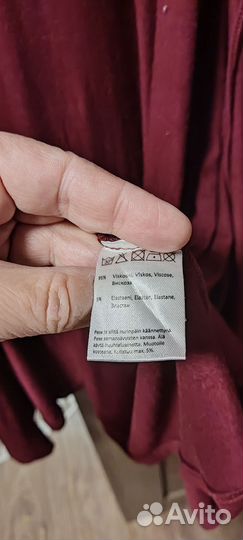 95% Viskoosi, Viskos, Viscose,
Вискоза
5% Elastaani, Elastan, Elastane,
Эластан
Pese ja silitä nurinpäin käännettynä.
Pese samansävyisten kanssa. Älä
käytä huuhteluainetta. Muotoile
kosteana. Kutistuu max. 5%.
Avito